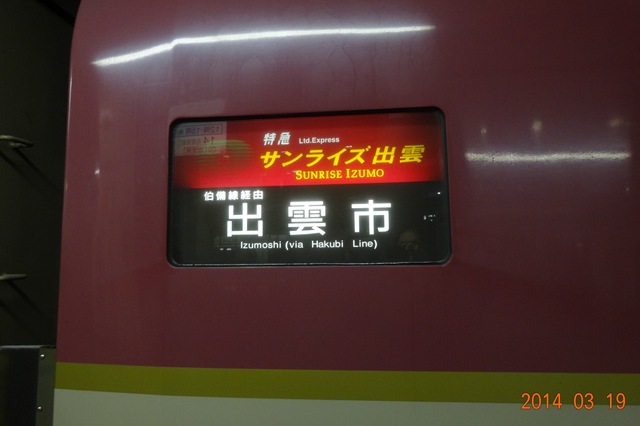 特急 Ltd.Express
サンライズ出雲
SUNRISE IZUMO
伯備線経由
出雲市
Izumoshi (via Hakubi Line)
2014 03 19